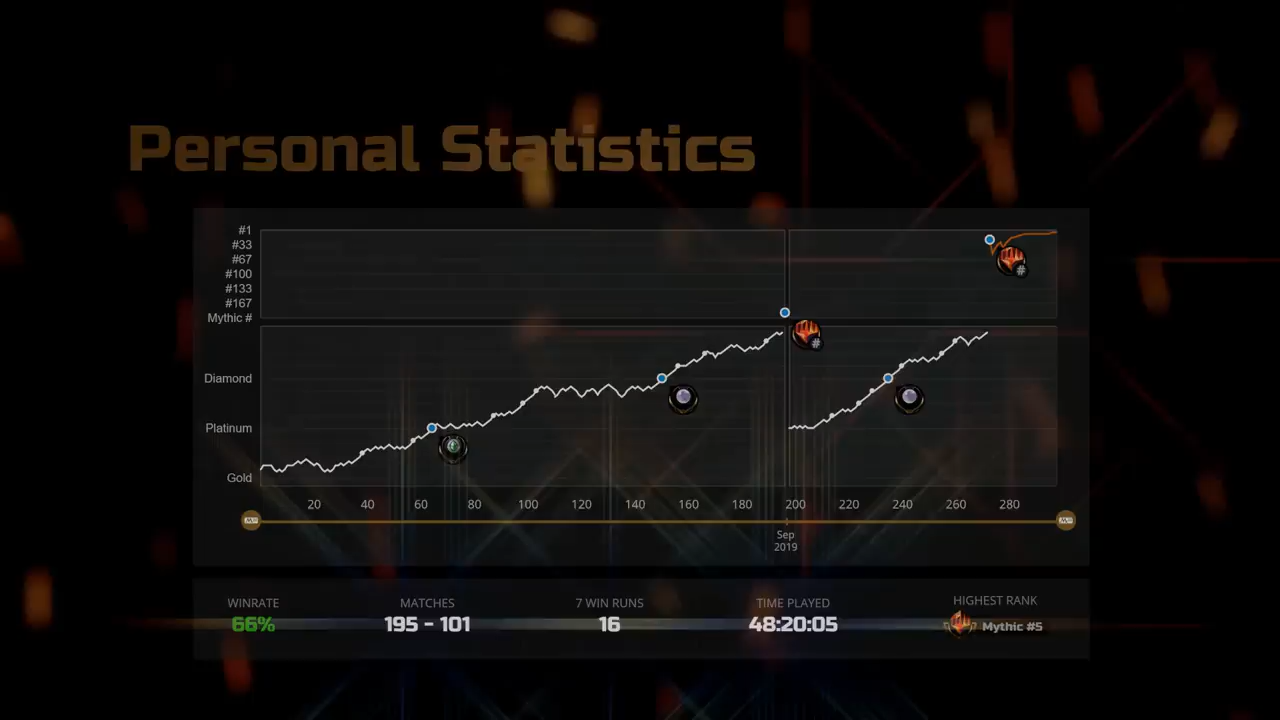 Personal Statistics
#1
#33
#67
#100
#133
#167
Mythic #
Diamond
Platinum
Gold
#
#
20 40 60 80 100 120 140 160 180 200 220 240 260 280
Sep
2019
WINRATE MATCHES 7 WIN RUNS TIME PLAYED HIGHEST RANK
66% 195 - 101 16 48:20:05 Mythic #5